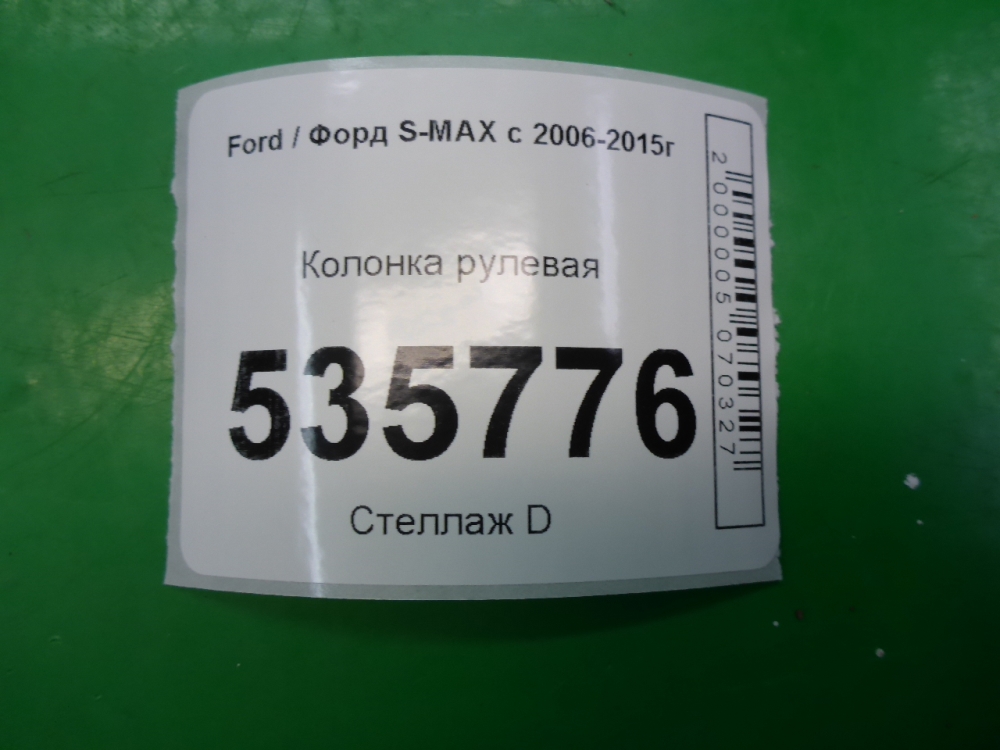 Ford / Форд S-MAX с 2006-2015г
Колонка рулевая
535776
Стеллаж D
2000005070327